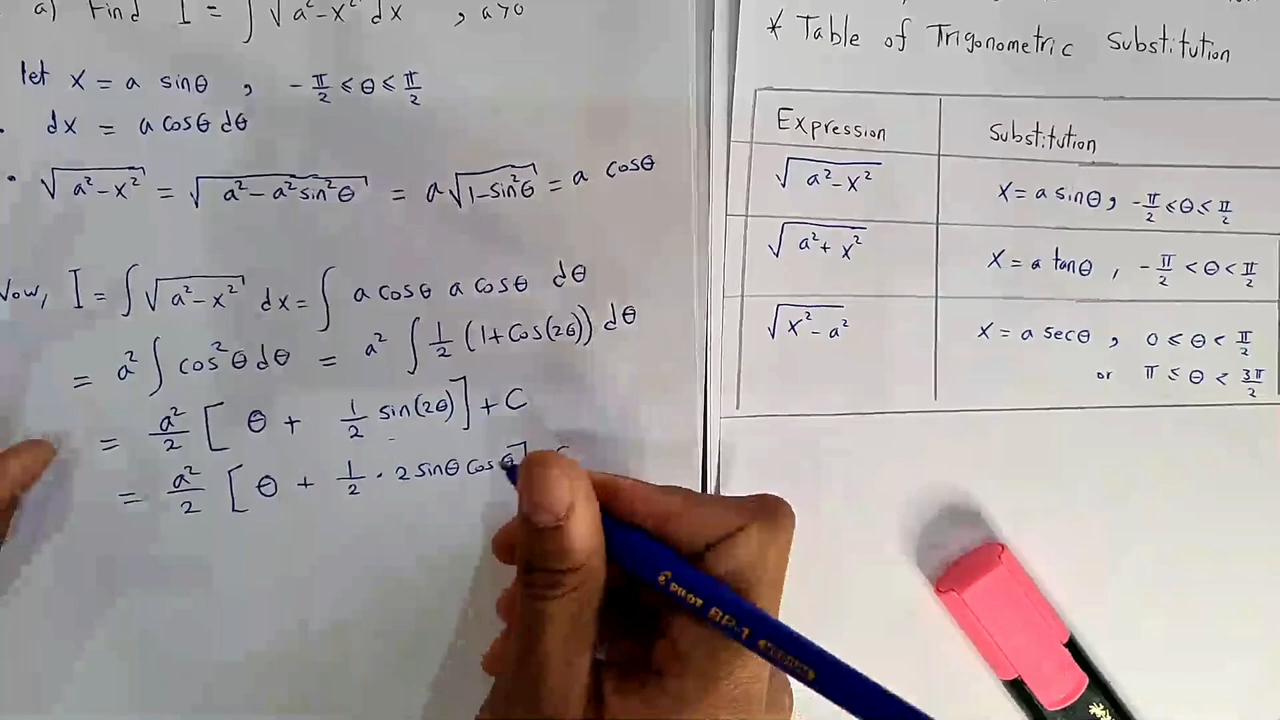 a) Find I = ∫ √(a²-x²) dx , a>0
let x = a sinθ , -π/2 ≤ θ ≤ π/2
• dx = a cosθ dθ
• √(a²-x²) = √(a²-a²sin²θ) = a√(1-sin²θ) = a cosθ
Now, I = ∫ √(a²-x²) dx = ∫ a cosθ a cosθ dθ
= a² ∫ cos²θ dθ = a² ∫ 1/2 (1+cos(2θ)) dθ
= a²/2 [ θ + 1/2 sin(2θ) ] + C
= a²/2 [ θ + 1/2 · 2 sinθ cosθ ]
* Table of Trigonometric Substitution
Expression Substitution
√(a²-x²) x = a sinθ, -π/2 ≤ θ ≤ π/2
√(a²+x²) x = a tanθ , -π/2 < θ < π/2
√(x²-a²) x = a secθ , 0 ≤ θ < π/2
or π ≤ θ < 3π/2
PILOT BP-1